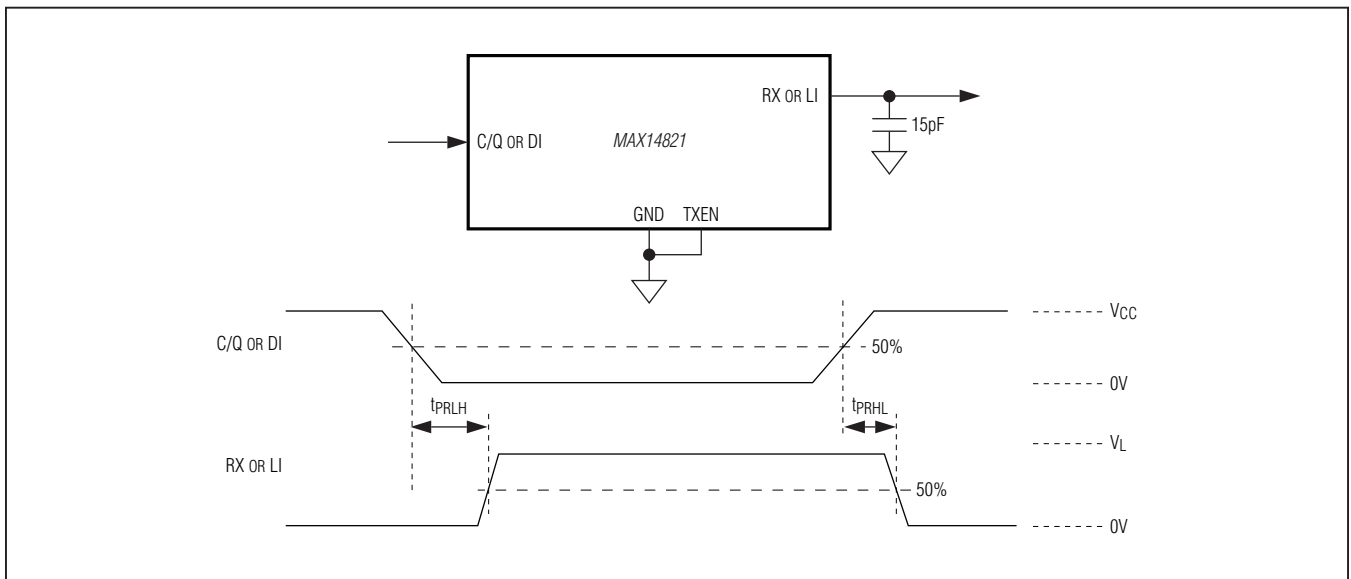 RX OR LI
15pF
C/Q OR DI
MAX14821
GND TXEN
VCC
C/Q OR DI
50%
0V
tPRLH
tPRHL
VL
RX OR LI
50%
0V